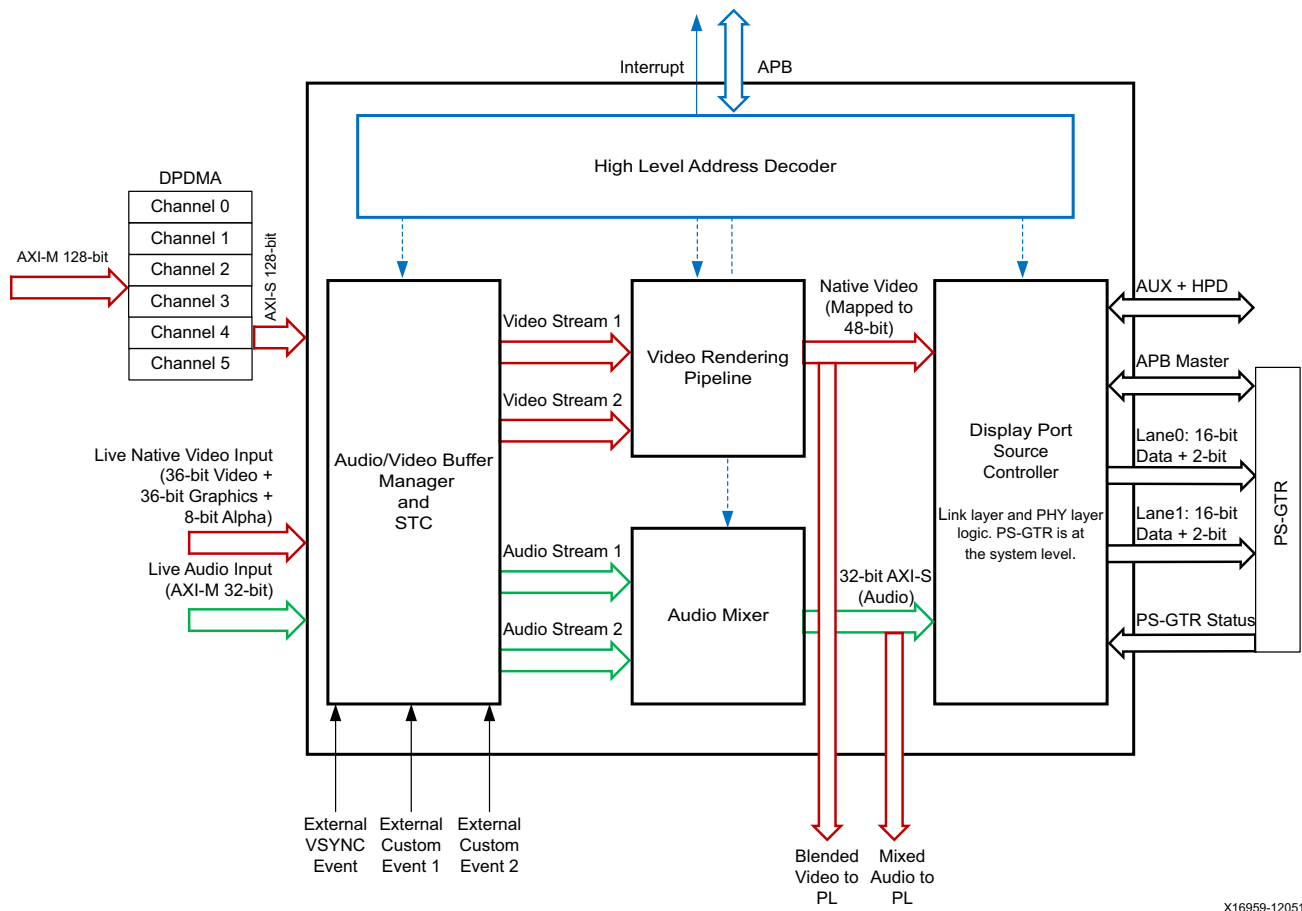 Interrupt
APB
High Level Address Decoder
DPDMA
Channel 0
Channel 1
Channel 2
Channel 3
Channel 4
Channel 5
AXI-M 128-bit
AXI-S 128-bit
Live Native Video Input
(36-bit Video +
36-bit Graphics +
8-bit Alpha)
Live Audio Input
(AXI-M 32-bit)
Audio/Video Buffer
Manager
and
STC
Video Stream 1
Video Stream 2
Audio Stream 1
Audio Stream 2
Video Rendering
Pipeline
Audio Mixer
Native Video
(Mapped to
48-bit)
32-bit AXI-S
(Audio)
Display Port
Source
Controller
Link layer and PHY layer
logic. PS-GTR is at
the system level.
AUX + HPD
APB Master
Lane0: 16-bit
Data + 2-bit
Lane1: 16-bit
Data + 2-bit
PS-GTR Status
PS-GTR
External
VSYNC
Event
External
Custom
Event 1
External
Custom
Event 2
Blended
Video to
PL
Mixed
Audio to
PL
X16959-12051